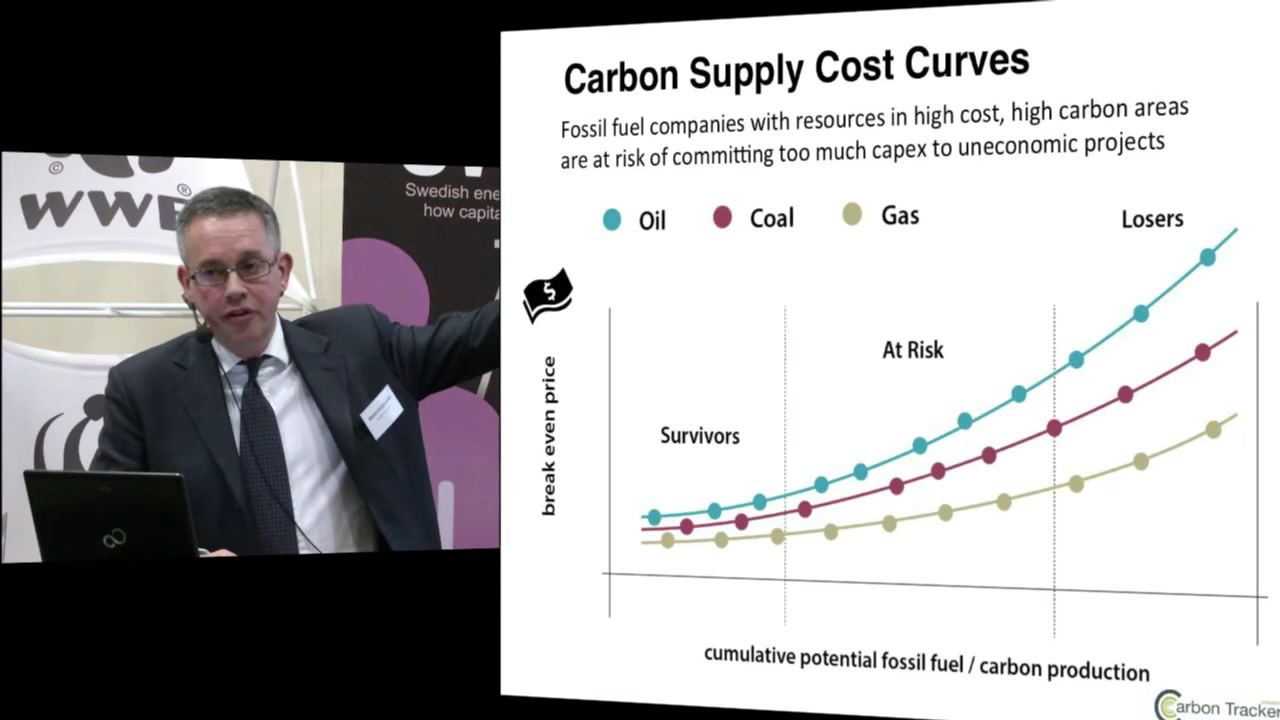 Carbon Supply Cost Curves
Fossil fuel companies with resources in high cost, high carbon areas
are at risk of committing too much capex to uneconomic projects
Oil
Coal
Gas
Losers
At Risk
Survivors
$
break even price
cumulative potential fossil fuel / carbon production
Carbon Tracker
©
WWF
®
Swedish ene
how capita